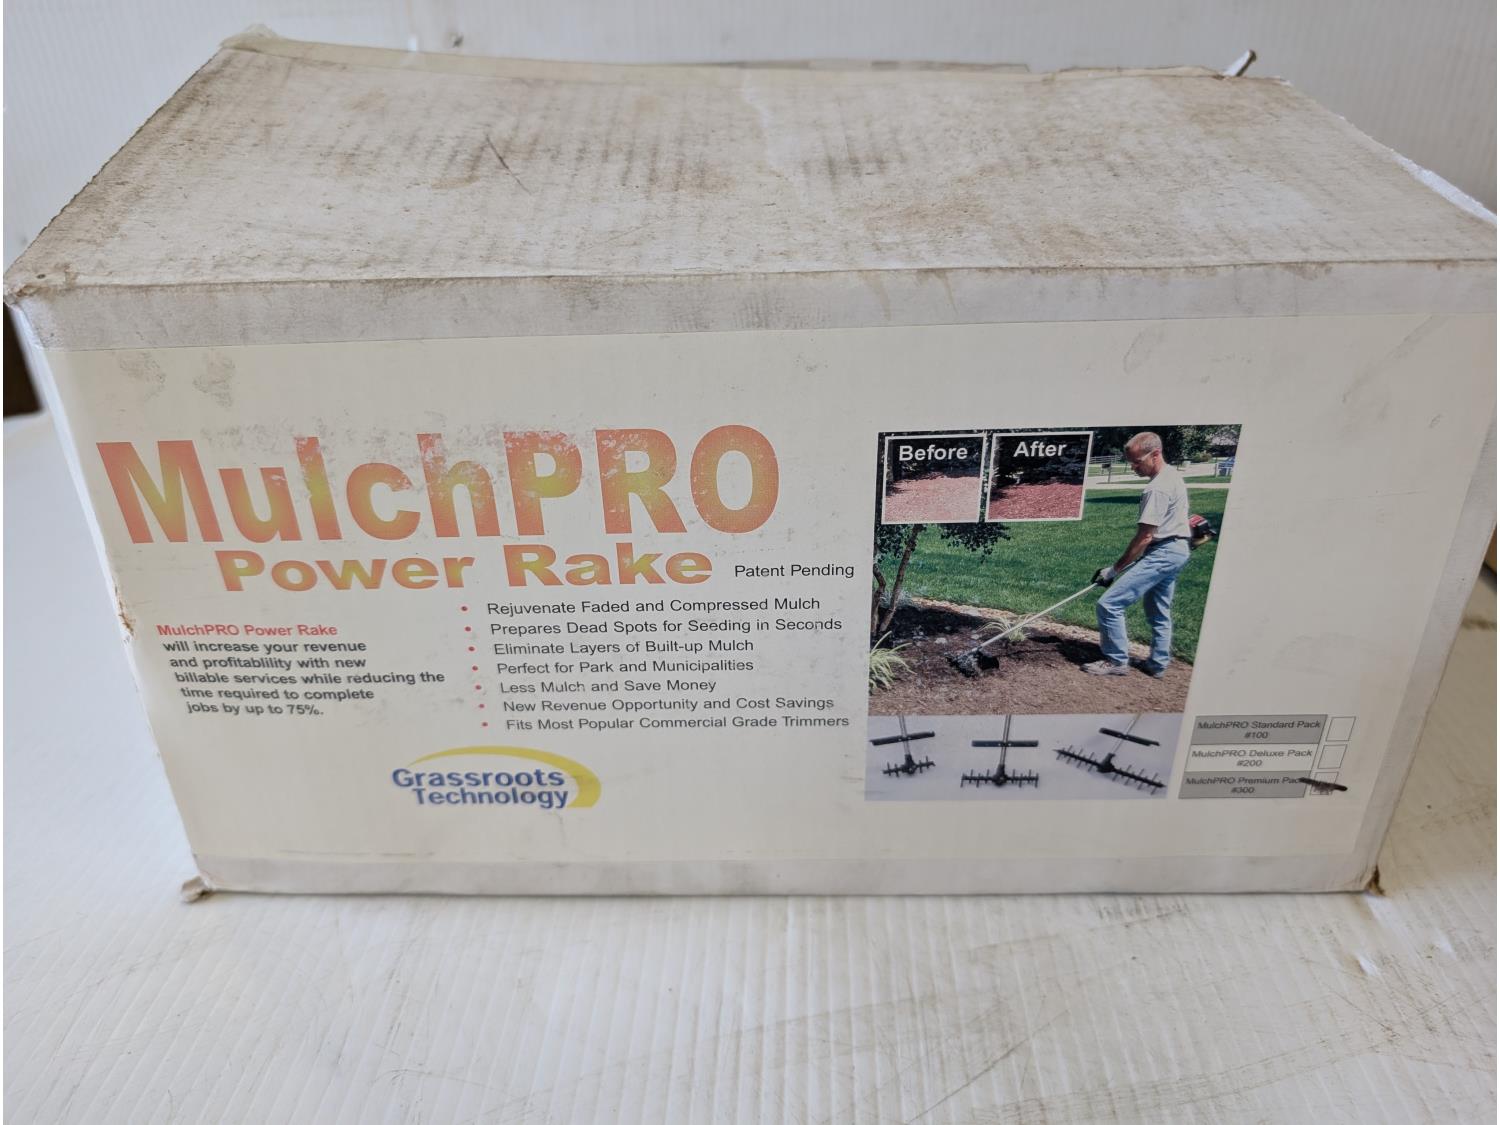 MulchPRO
Power Rake
Patent Pending
MulchPRO Power Rake
will increase your revenue
and profitablility with new
billable services while reducing the
time required to complete
jobs by up to 75%.
• Rejuvenate Faded and Compressed Mulch
• Prepares Dead Spots for Seeding in Seconds
• Eliminate Layers of Built-up Mulch
• Perfect for Park and Municipalities
• Less Mulch and Save Money
• New Revenue Opportunity and Cost Savings
• Fits Most Popular Commercial Grade Trimmers
Grassroots
Technology
Before
After
MulchPRO Standard Pack
#100
MulchPRO Deluxe Pack
#200
MulchPRO Premium Pack
#300